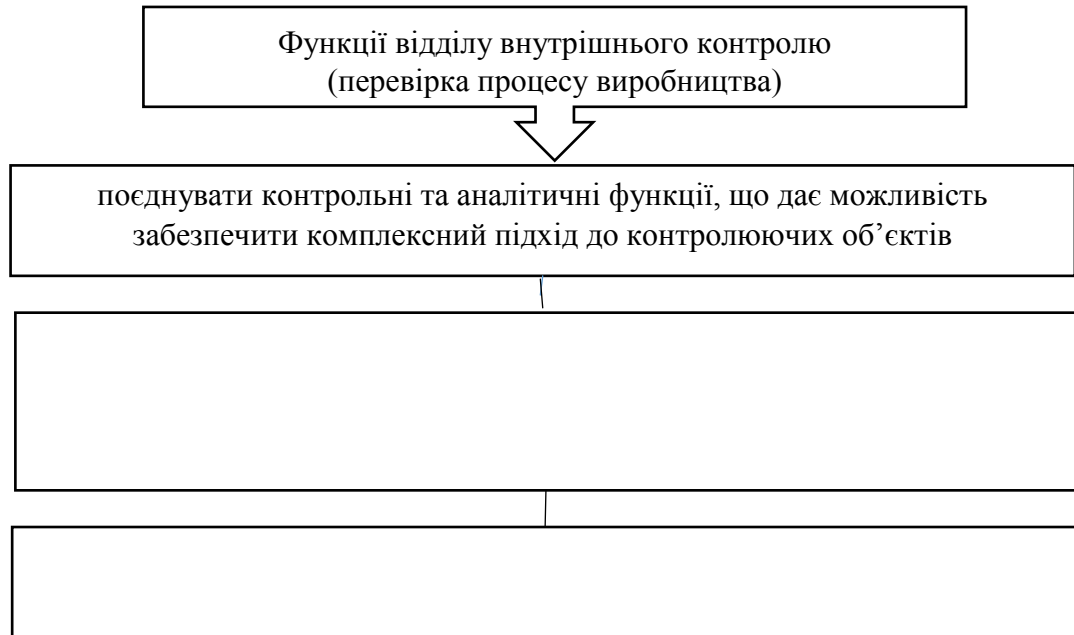 Функції відділу внутрішнього контролю
(перевірка процесу виробництва)
поєднувати контрольні та аналітичні функції, що дає можливість
забезпечити комплексний підхід до контролюючих об’єктів